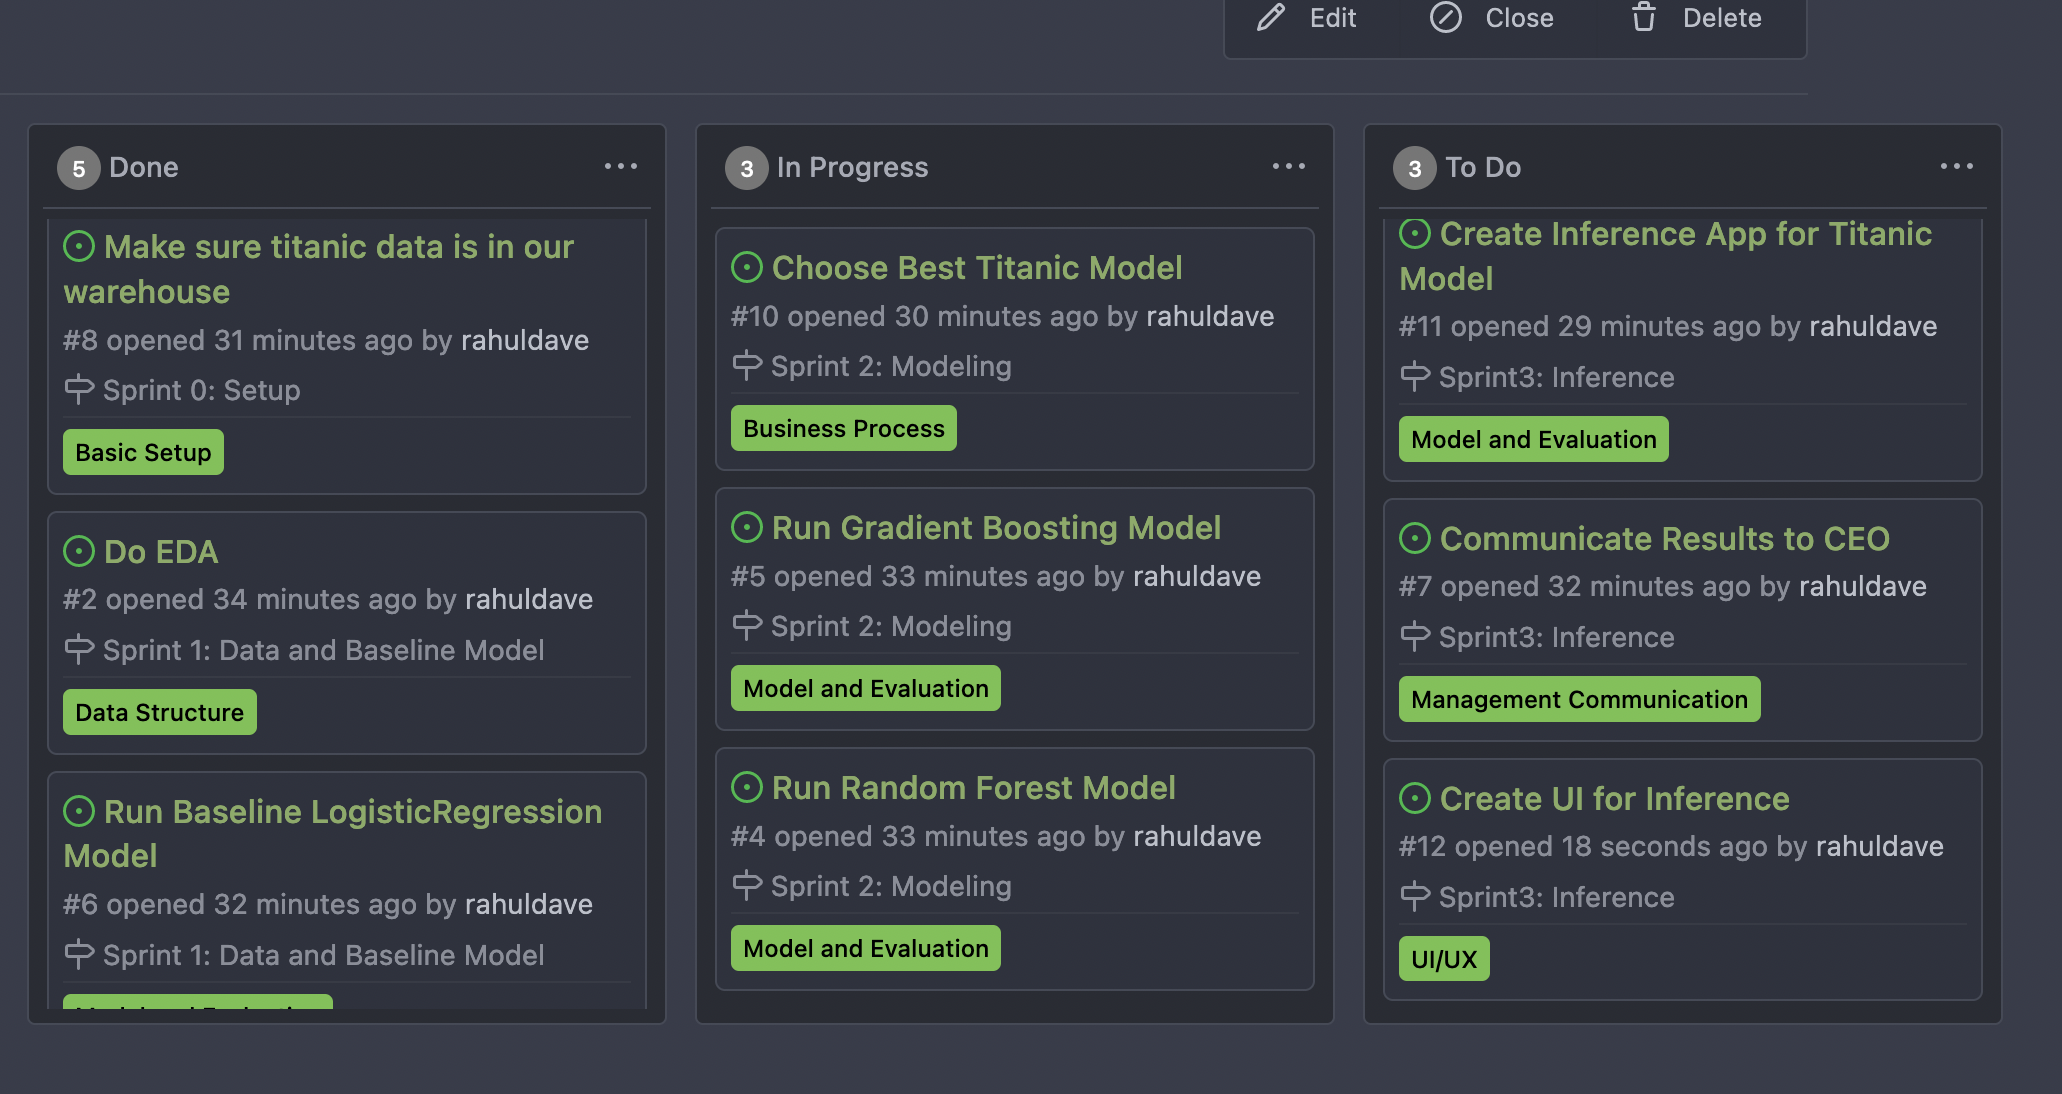 Edit Close Delete
5 Done
Make sure titanic data is in our
warehouse
#8 opened 31 minutes ago by rahuldave
Sprint 0: Setup
Basic Setup
Do EDA
#2 opened 34 minutes ago by rahuldave
Sprint 1: Data and Baseline Model
Data Structure
Run Baseline LogisticRegression
Model
#6 opened 32 minutes ago by rahuldave
Sprint 1: Data and Baseline Model
3 In Progress
Choose Best Titanic Model
#10 opened 30 minutes ago by rahuldave
Sprint 2: Modeling
Business Process
Run Gradient Boosting Model
#5 opened 33 minutes ago by rahuldave
Sprint 2: Modeling
Model and Evaluation
Run Random Forest Model
#4 opened 33 minutes ago by rahuldave
Sprint 2: Modeling
Model and Evaluation
3 To Do
Create Inference App for Titanic
Model
#11 opened 29 minutes ago by rahuldave
Sprint3: Inference
Model and Evaluation
Communicate Results to CEO
#7 opened 32 minutes ago by rahuldave
Sprint3: Inference
Management Communication
Create UI for Inference
#12 opened 18 seconds ago by rahuldave
Sprint3: Inference
UI/UX